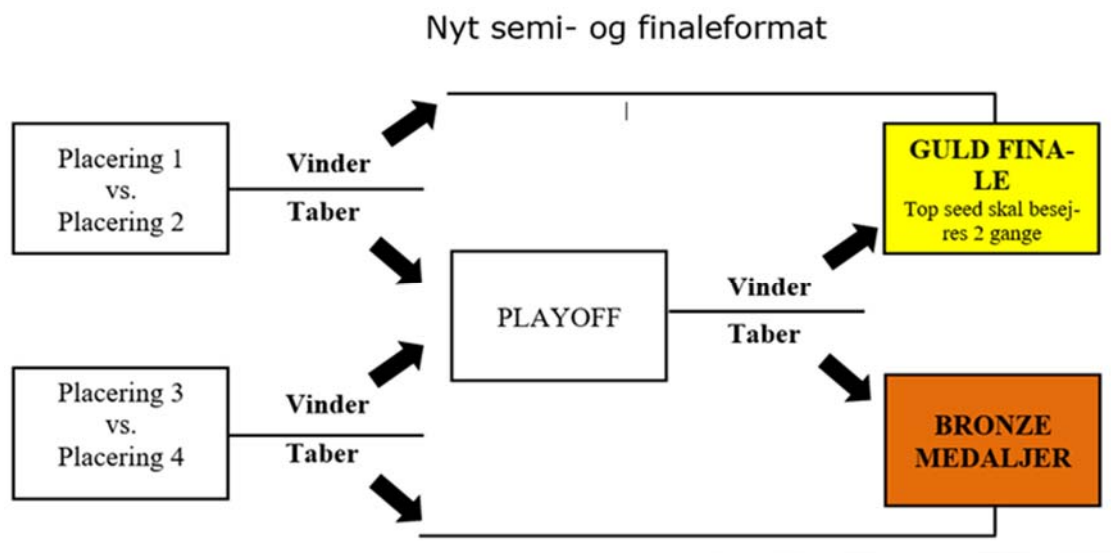 Nyt semi- og finaleformat
Placering 1
vs.
Placering 2
Vinder
Taber
GULD FINA-
LE
Top seed skal besej-
res 2 gange
PLAYOFF
Vinder
Taber
Placering 3
vs.
Placering 4
Vinder
Taber
BRONZE
MEDALJER